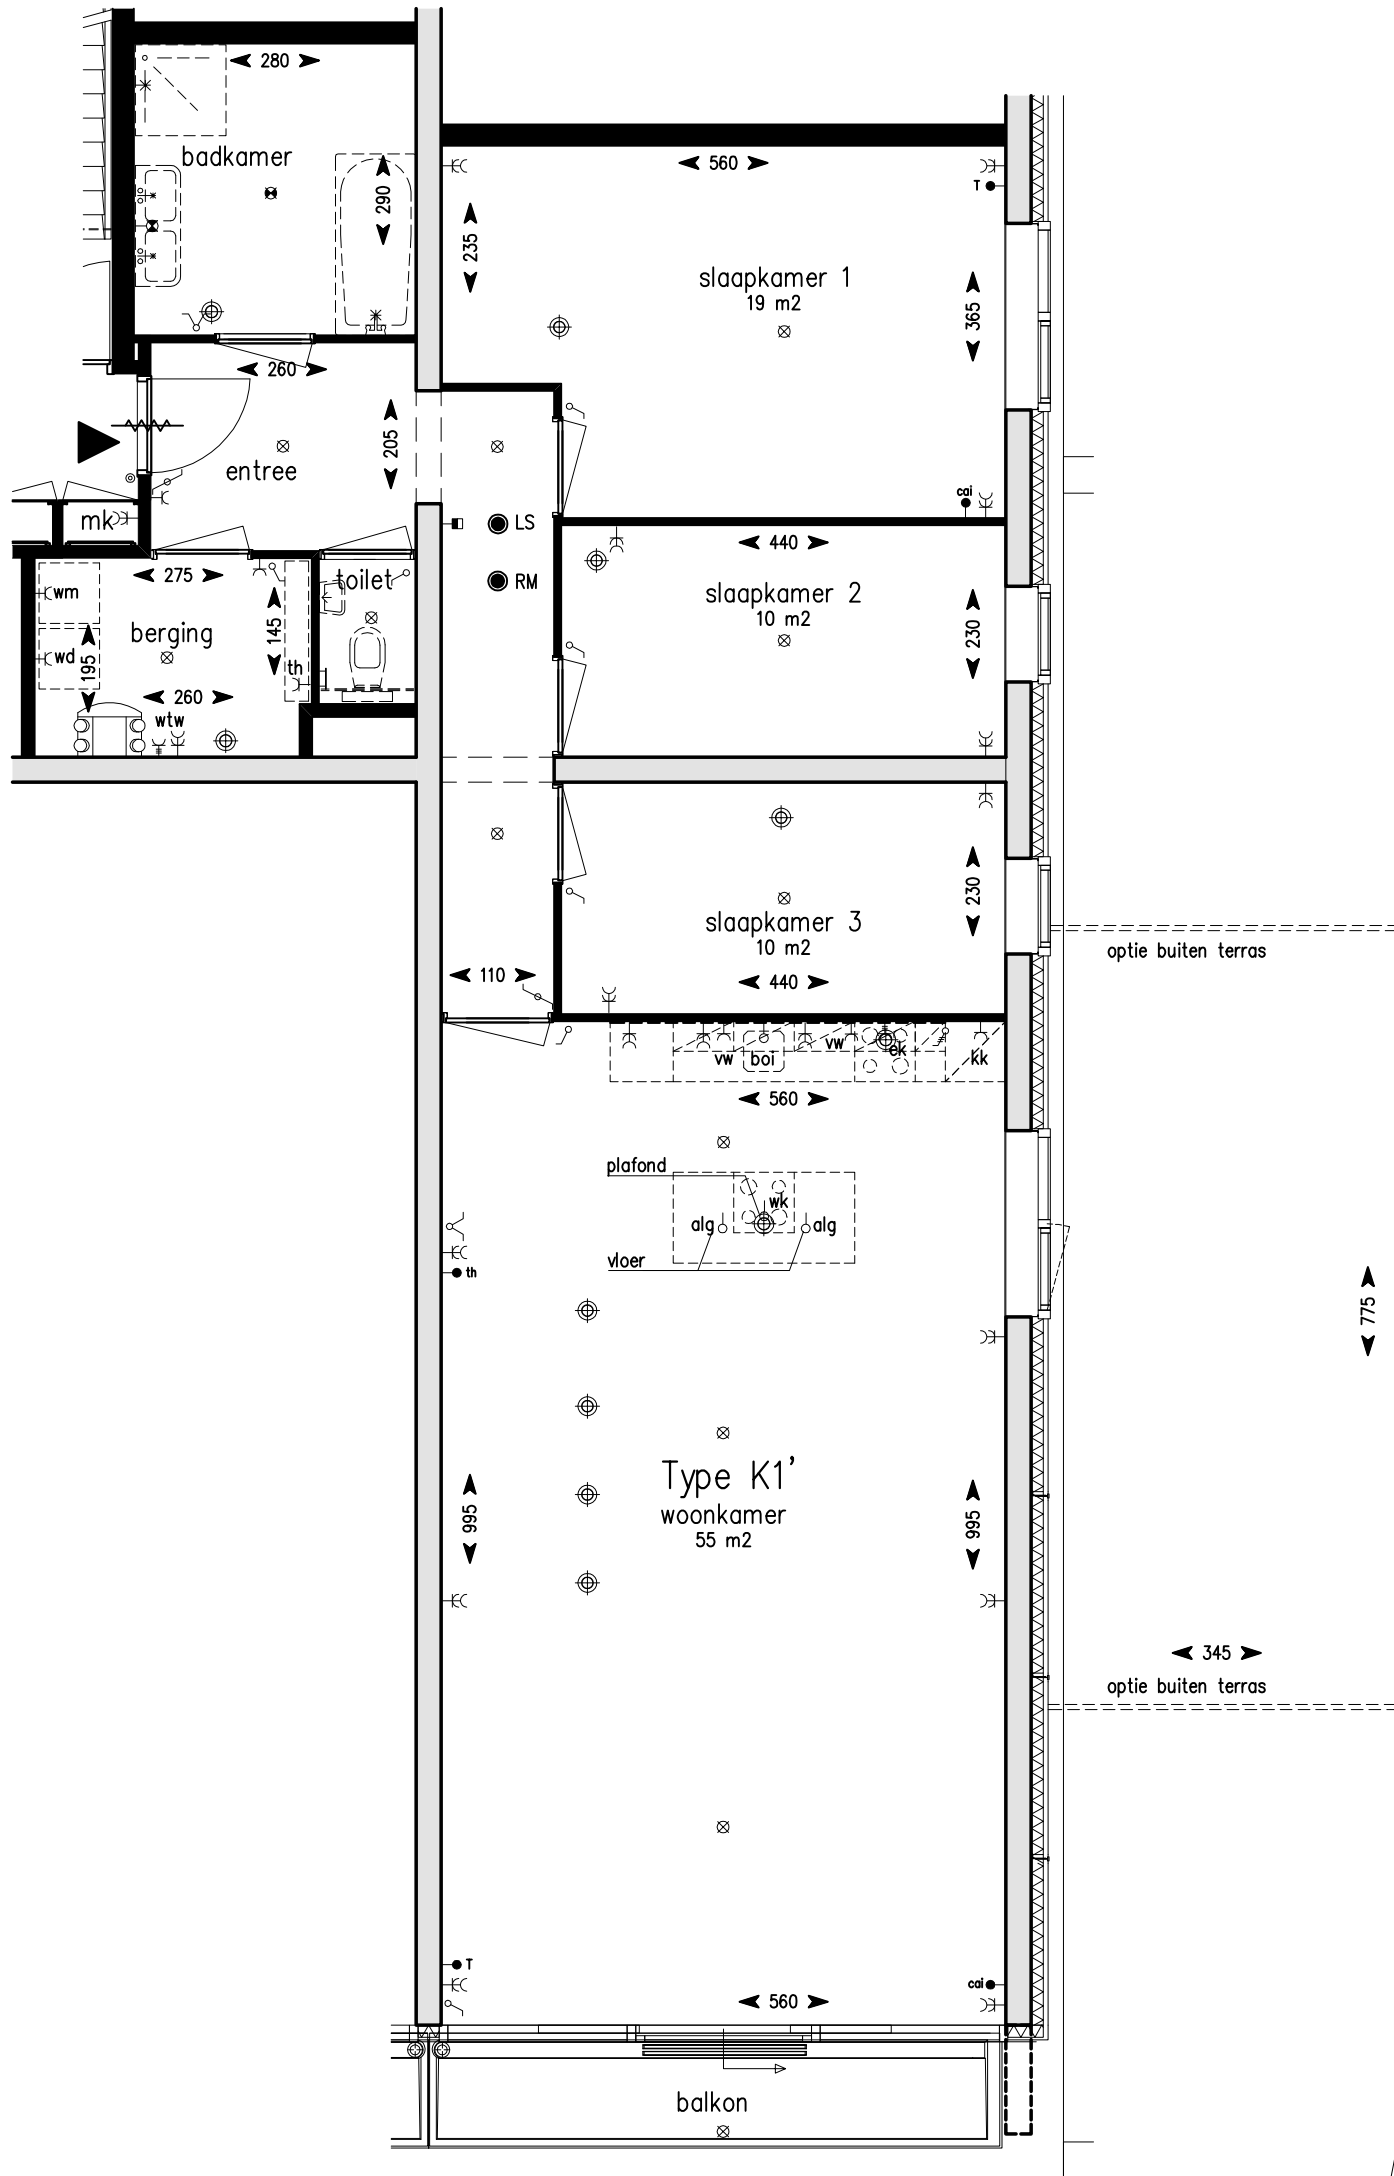 280
badkamer
290
560
T
235
slaapkamer 1
19 m2
365
260
205
entree
cai
mk
LS
RM
440
slaapkamer 2
10 m2
230
275
toilet
wm
berging
145
wd
195
th
260
wtw
230
slaapkamer 3
10 m2
440
110
optie buiten terras
vw
boi
vw
ek
kk
560
plafond
wk
alg
alg
vloer
th
775
Type K1’
woonkamer
55 m2
995
995
345
optie buiten terras
T
cai
560
balkon